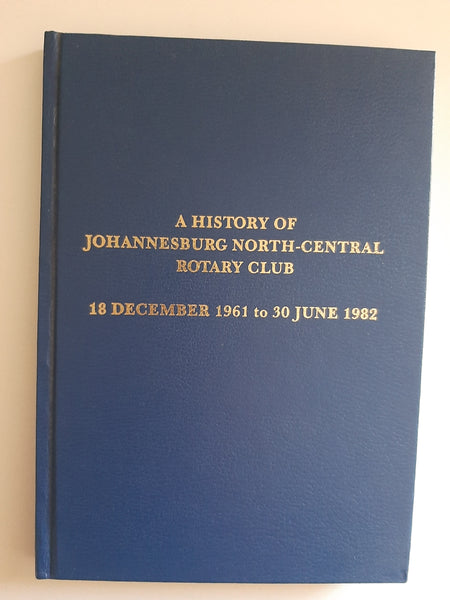 A HISTORY OF
JOHANNESBURG NORTH-CENTRAL
ROTARY CLUB
18 DECEMBER 1961 to 30 JUNE 1982